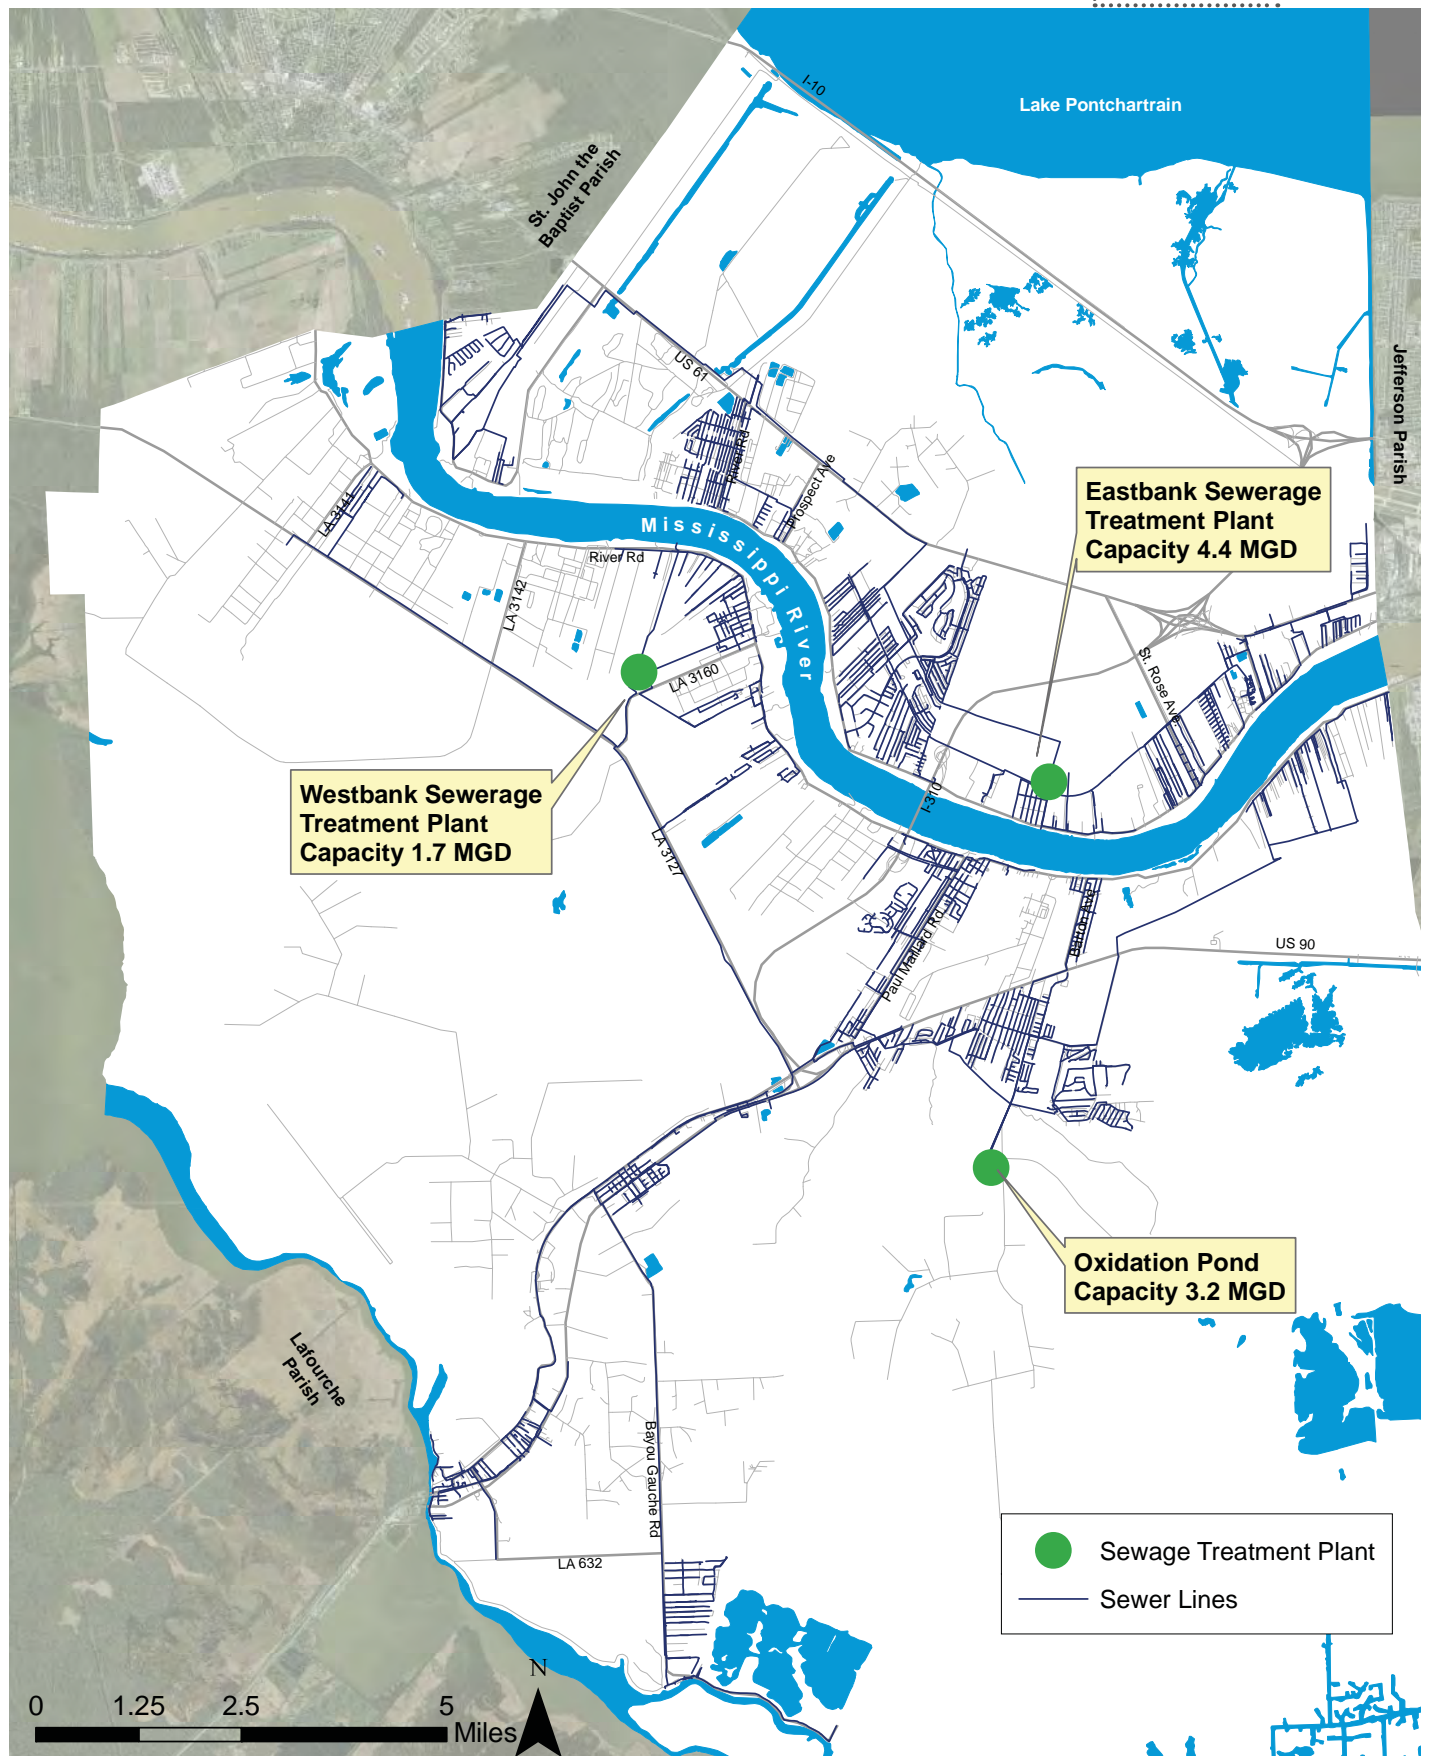 I-10
Lake Pontchartrain
St. John the
Baptist Parish
US 61
Jefferson Parish
River Rd
Prospect Ave
LA 3141
Mississippi River
River Rd
LA 3142
Eastbank Sewerage
Treatment Plant
Capacity 4.4 MGD
LA 3160
St. Rose Ave
Westbank Sewerage
Treatment Plant
Capacity 1.7 MGD
I-310
LA 3127
Paul Maillard Rd
Barton Ave
US 90
Oxidation Pond
Capacity 3.2 MGD
Lafourche
Parish
Bayou Gauche Rd
LA 632
Sewage Treatment Plant
Sewer Lines
N
0 1.25 2.5 5
Miles